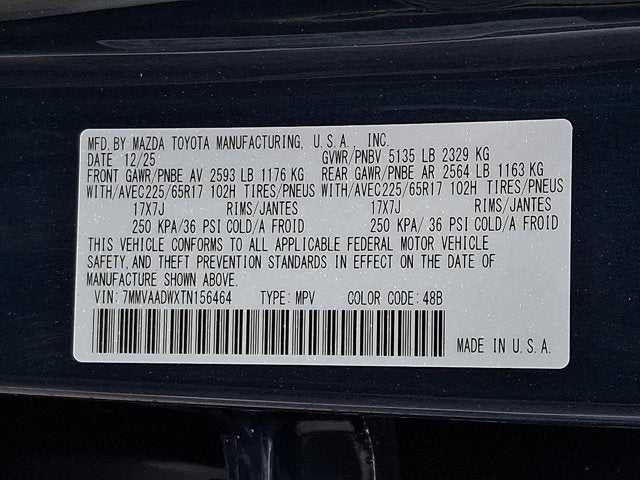 MFD. BY MAZDA TOYOTA MANUFACTURING, U.S.A., INC.
DATE 12/25 GVWR/PNBV 5135 LB 2329 KG
FRONT GAWR/PNBE AV 2593 LB 1176 KG REAR GAWR/PNBE AR 2564 LB 1163 KG
WITH/AVEC225/65R17 102H TIRES/PNEUS WITH/AVEC225/65R17 102H TIRES/PNEUS
17X7J RIMS/JANTES 17X7J RIMS/JANTES
250 KPA/36 PSI COLD/A FROID 250 KPA/ 36 PSI COLD/A FROID
THIS VEHICLE CONFORMS TO ALL APPLICABLE FEDERAL MOTOR VEHICLE
SAFETY,AND THEFT PREVENTION STANDARDS IN EFFECT ON THE DATE OF
MANUFACTURE SHOWN ABOVE.
VIN: 7MMVAADWXTN156464 TYPE: MPV COLOR CODE: 48B
MADE IN U.S.A.